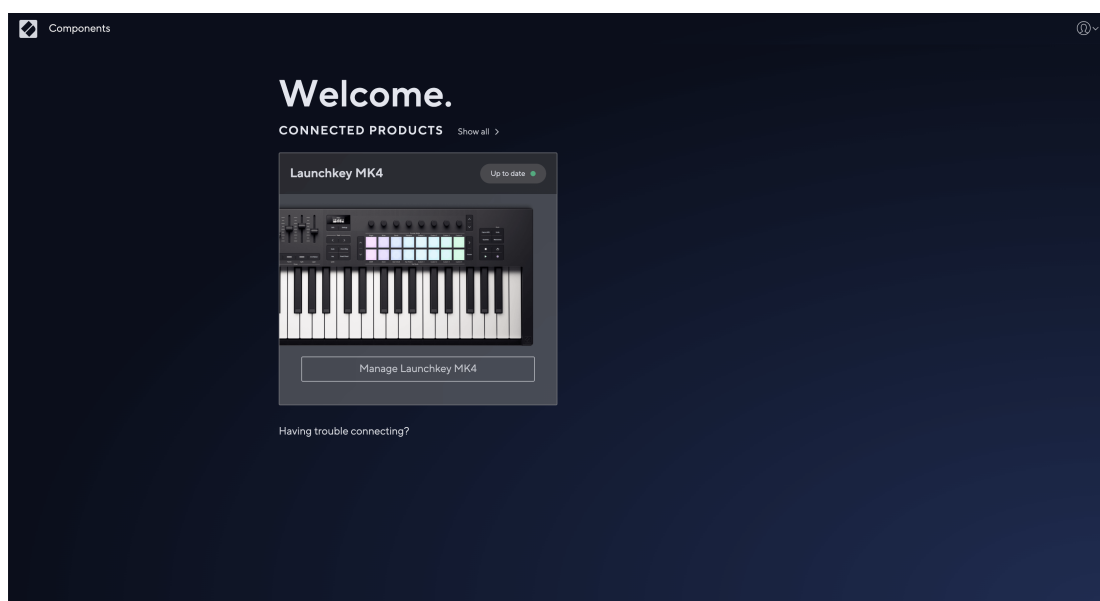 Components
Welcome.
CONNECTED PRODUCTS Show all >
Launchkey MK4 Up to date
Manage Launchkey MK4
Having trouble connecting?